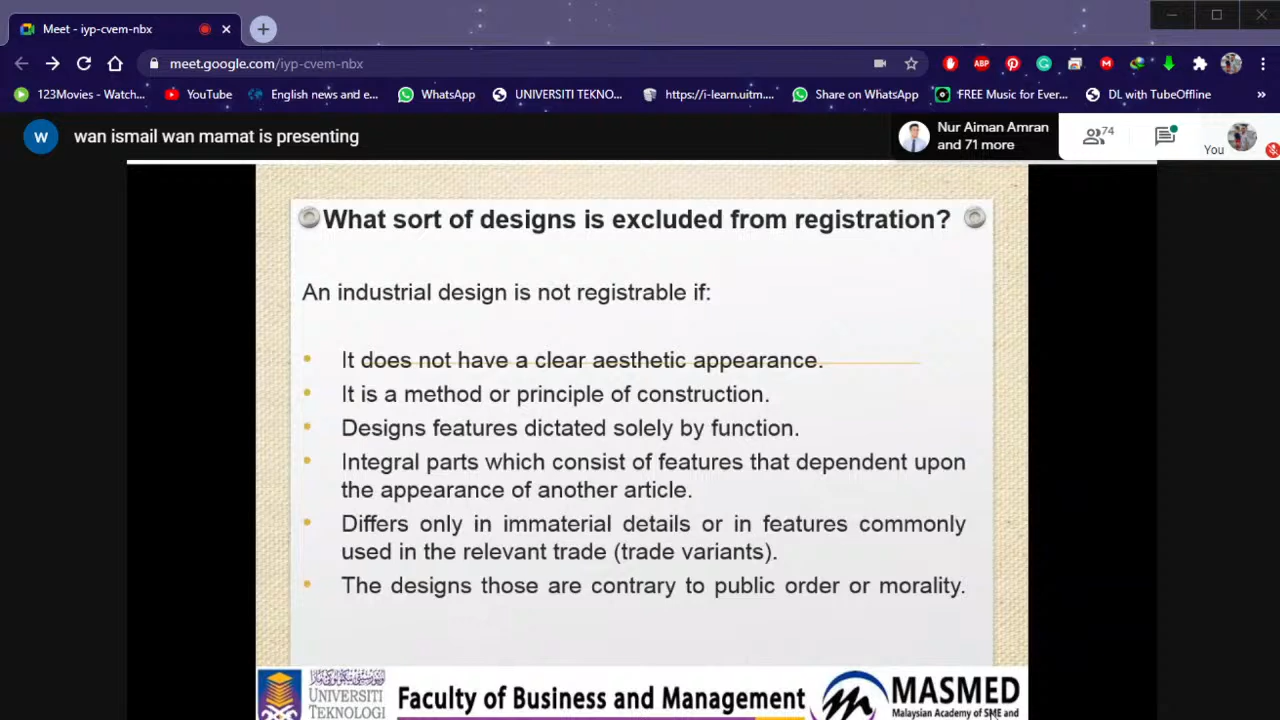 Meet - iyp-cvem-nbx
meet.google.com/iyp-cvem-nbx
123Movies - Watch... YouTube English news and e... WhatsApp UNIVERSITI TEKNO... https://i-learn.uitm.... Share on WhatsApp FREE Music for Ever... DL with TubeOffline »
W wan ismail wan mamat is presenting
Nur Aiman Amran
and 71 more
74
You
What sort of designs is excluded from registration?
An industrial design is not registrable if:
• It does not have a clear aesthetic appearance.
• It is a method or principle of construction.
• Designs features dictated solely by function.
• Integral parts which consist of features that dependent upon
the appearance of another article.
• Differs only in immaterial details or in features commonly
used in the relevant trade (trade variants).
• The designs those are contrary to public order or morality.
UNIVERSITI
TEKNOLOGI
Faculty of Business and Management
MASMED
Malaysian Academy of SME and